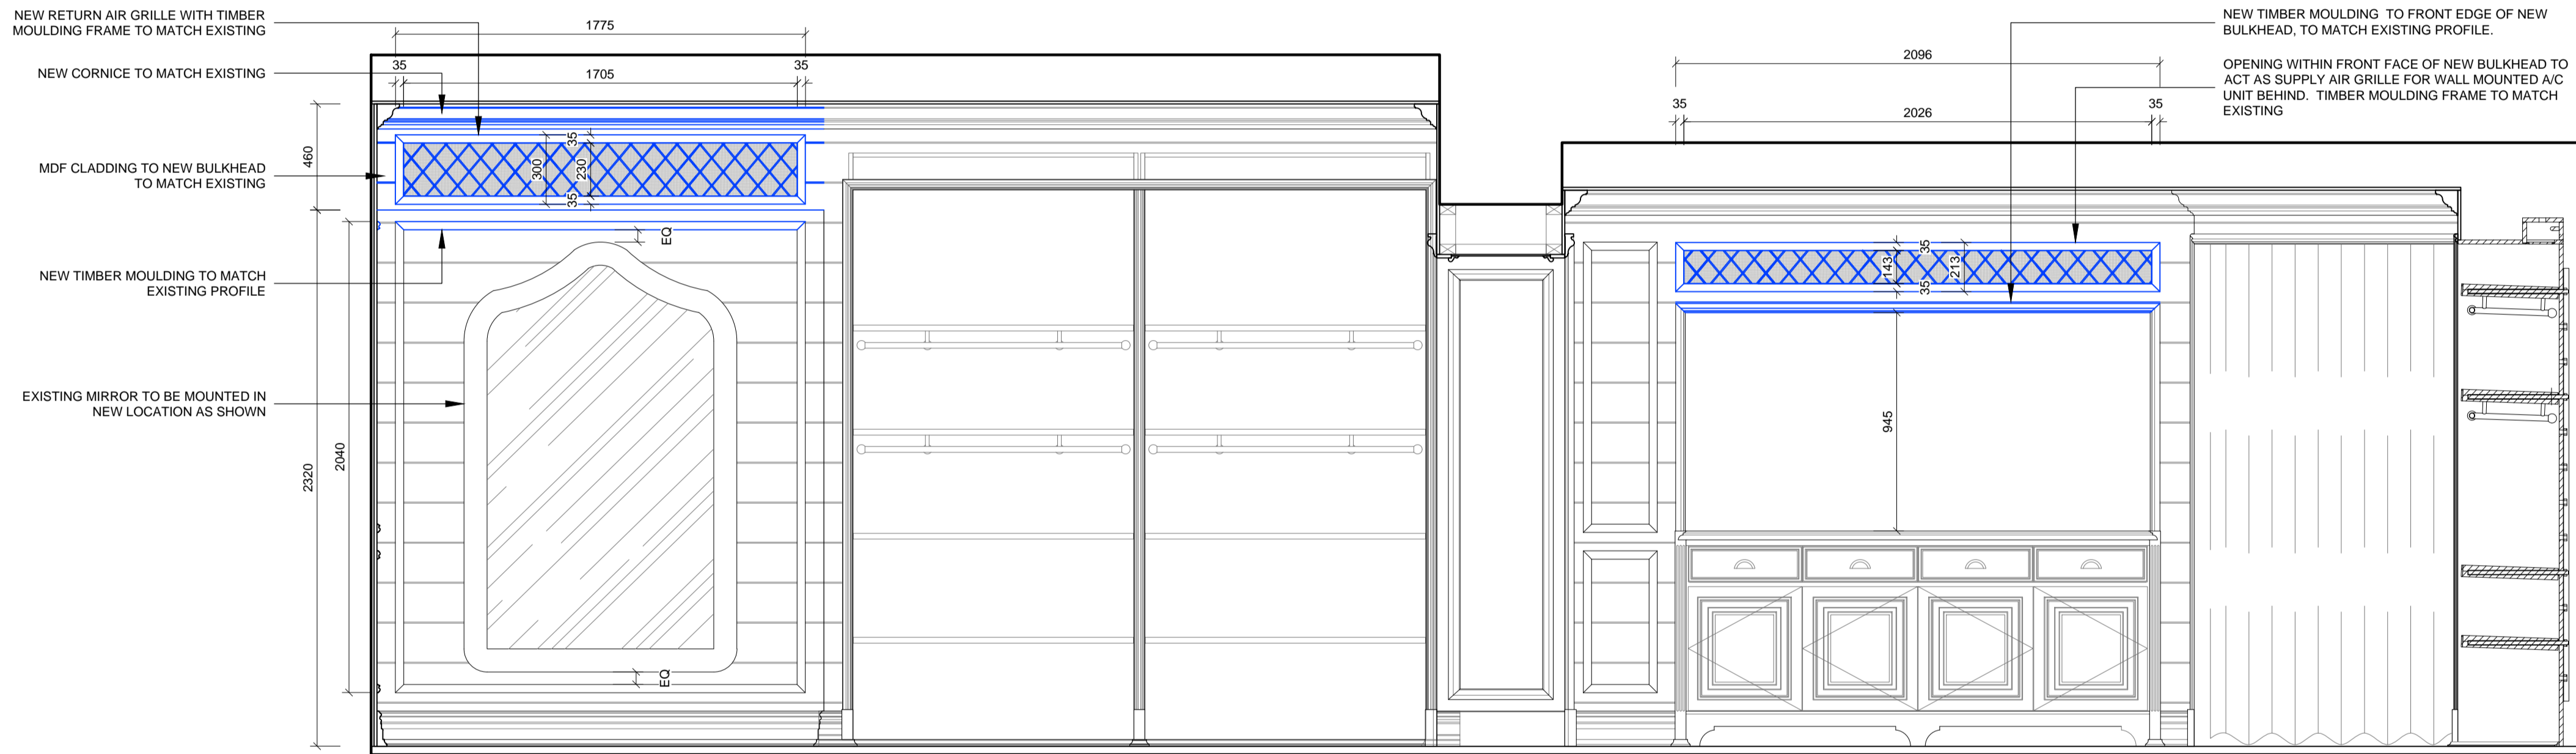 NEW RETURN AIR GRILLE WITH TIMBER
MOULDING FRAME TO MATCH EXISTING
NEW CORNICE TO MATCH EXISTING
MDF CLADDING TO NEW BULKHEAD
TO MATCH EXISTING
NEW TIMBER MOULDING TO MATCH
EXISTING PROFILE
EXISTING MIRROR TO BE MOUNTED IN
NEW LOCATION AS SHOWN
1775
35
1705
35
460
2320
2040
300
35
230
35
EQ
EQ
NEW TIMBER MOULDING TO FRONT EDGE OF NEW
BULKHEAD, TO MATCH EXISTING PROFILE.
OPENING WITHIN FRONT FACE OF NEW BULKHEAD TO
ACT AS SUPPLY AIR GRILLE FOR WALL MOUNTED A/C
UNIT BEHIND. TIMBER MOULDING FRAME TO MATCH
EXISTING
2096
35
2026
35
143
35
35
213
945